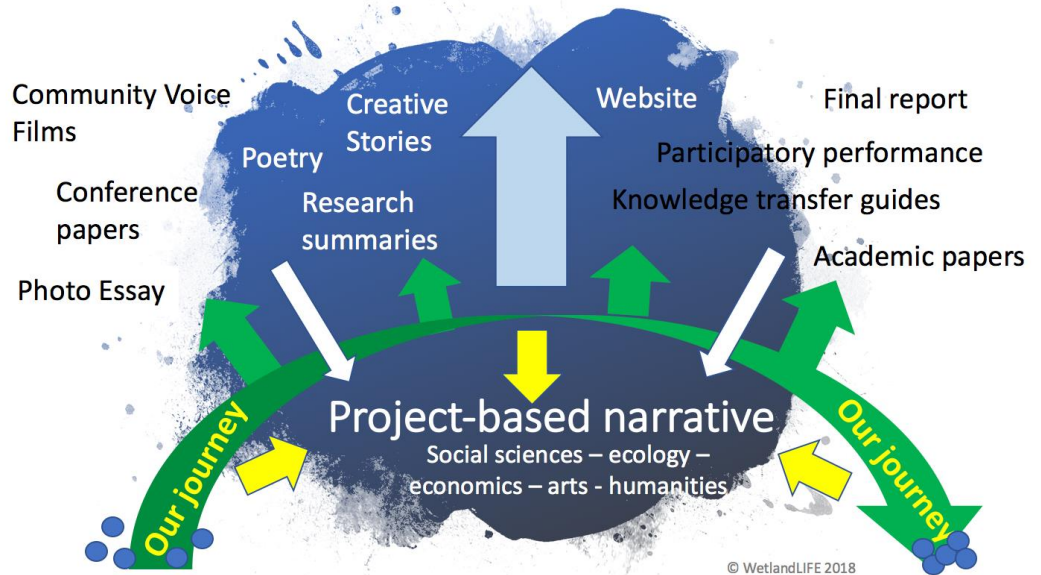 Community Voice
Films
Creative
Stories
Website
Final report
Poetry
Participatory performance
Conference
papers
Research
summaries
Knowledge transfer guides
Academic papers
Photo Essay
Project-based narrative
Social sciences – ecology –
economics – arts - humanities
Our journey
Our journey
© WetlandLIFE 2018